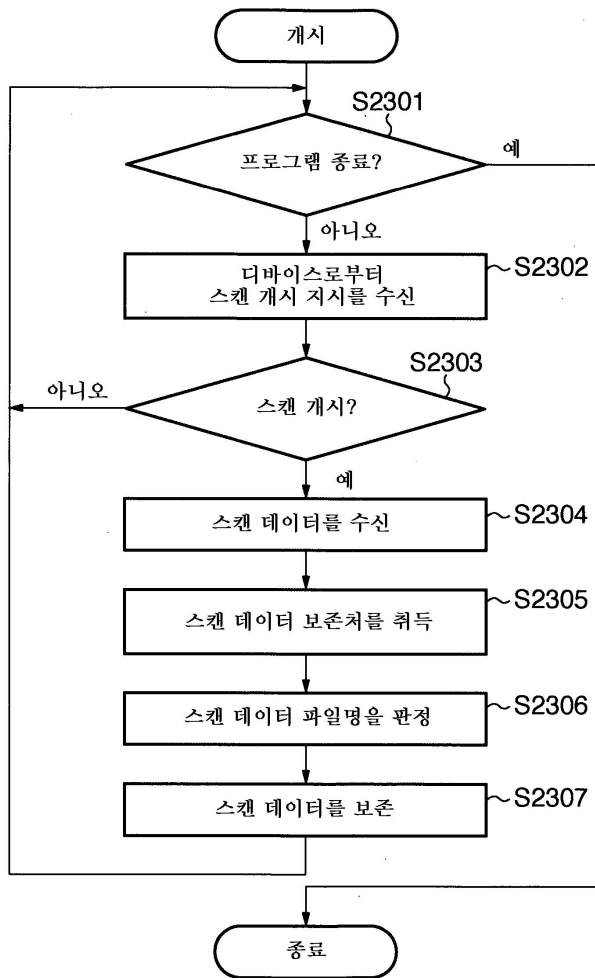 개시
S2301
프로그램 종료?
예
아니오
디바이스로부터
스캔 개시 지시를 수신
S2302
S2303
아니오
스캔 개시?
예
스캔 데이터를 수신
S2304
스캔 데이터 보존처를 취득
S2305
스캔 데이터 파일명을 판정
S2306
스캔 데이터를 보존
S2307
종료